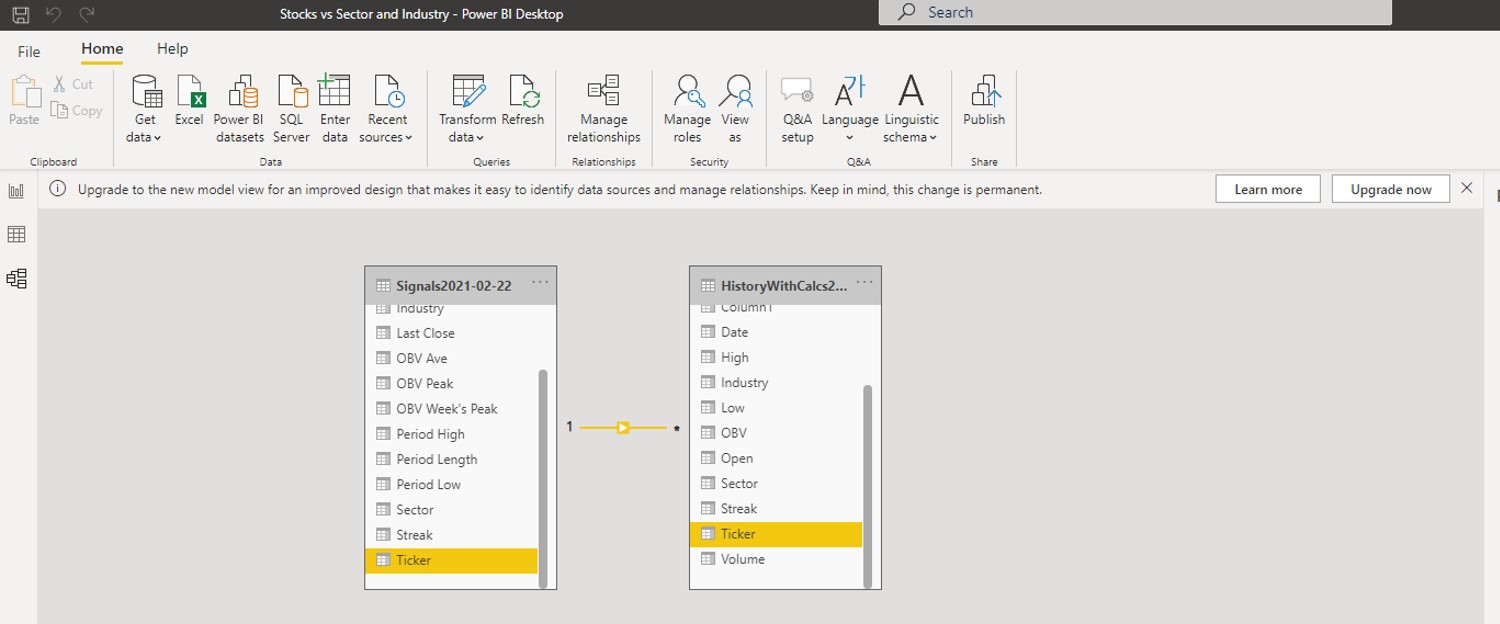 Stocks vs Sector and Industry - Power BI Desktop
Search
File Home Help
Paste
Cut
Copy
Clipboard
Get data
Excel
Power BI datasets
SQL Server
Enter data
Recent sources
Data
Transform data
Refresh
Queries
Manage relationships
Relationships
Manage roles
View as
Security
Q&A setup
Language
Linguistic schema
Q&A
Publish
Share
Upgrade to the new model view for an improved design that makes it easy to identify data sources and manage relationships. Keep in mind, this change is permanent.
Learn more
Upgrade now
Signals2021-02-22
Industry
Last Close
OBV Ave
OBV Peak
OBV Week's Peak
Period High
Period Length
Period Low
Sector
Streak
Ticker
1
*
HistoryWithCalcs2...
Column1
Date
High
Industry
Low
OBV
Open
Sector
Streak
Ticker
Volume